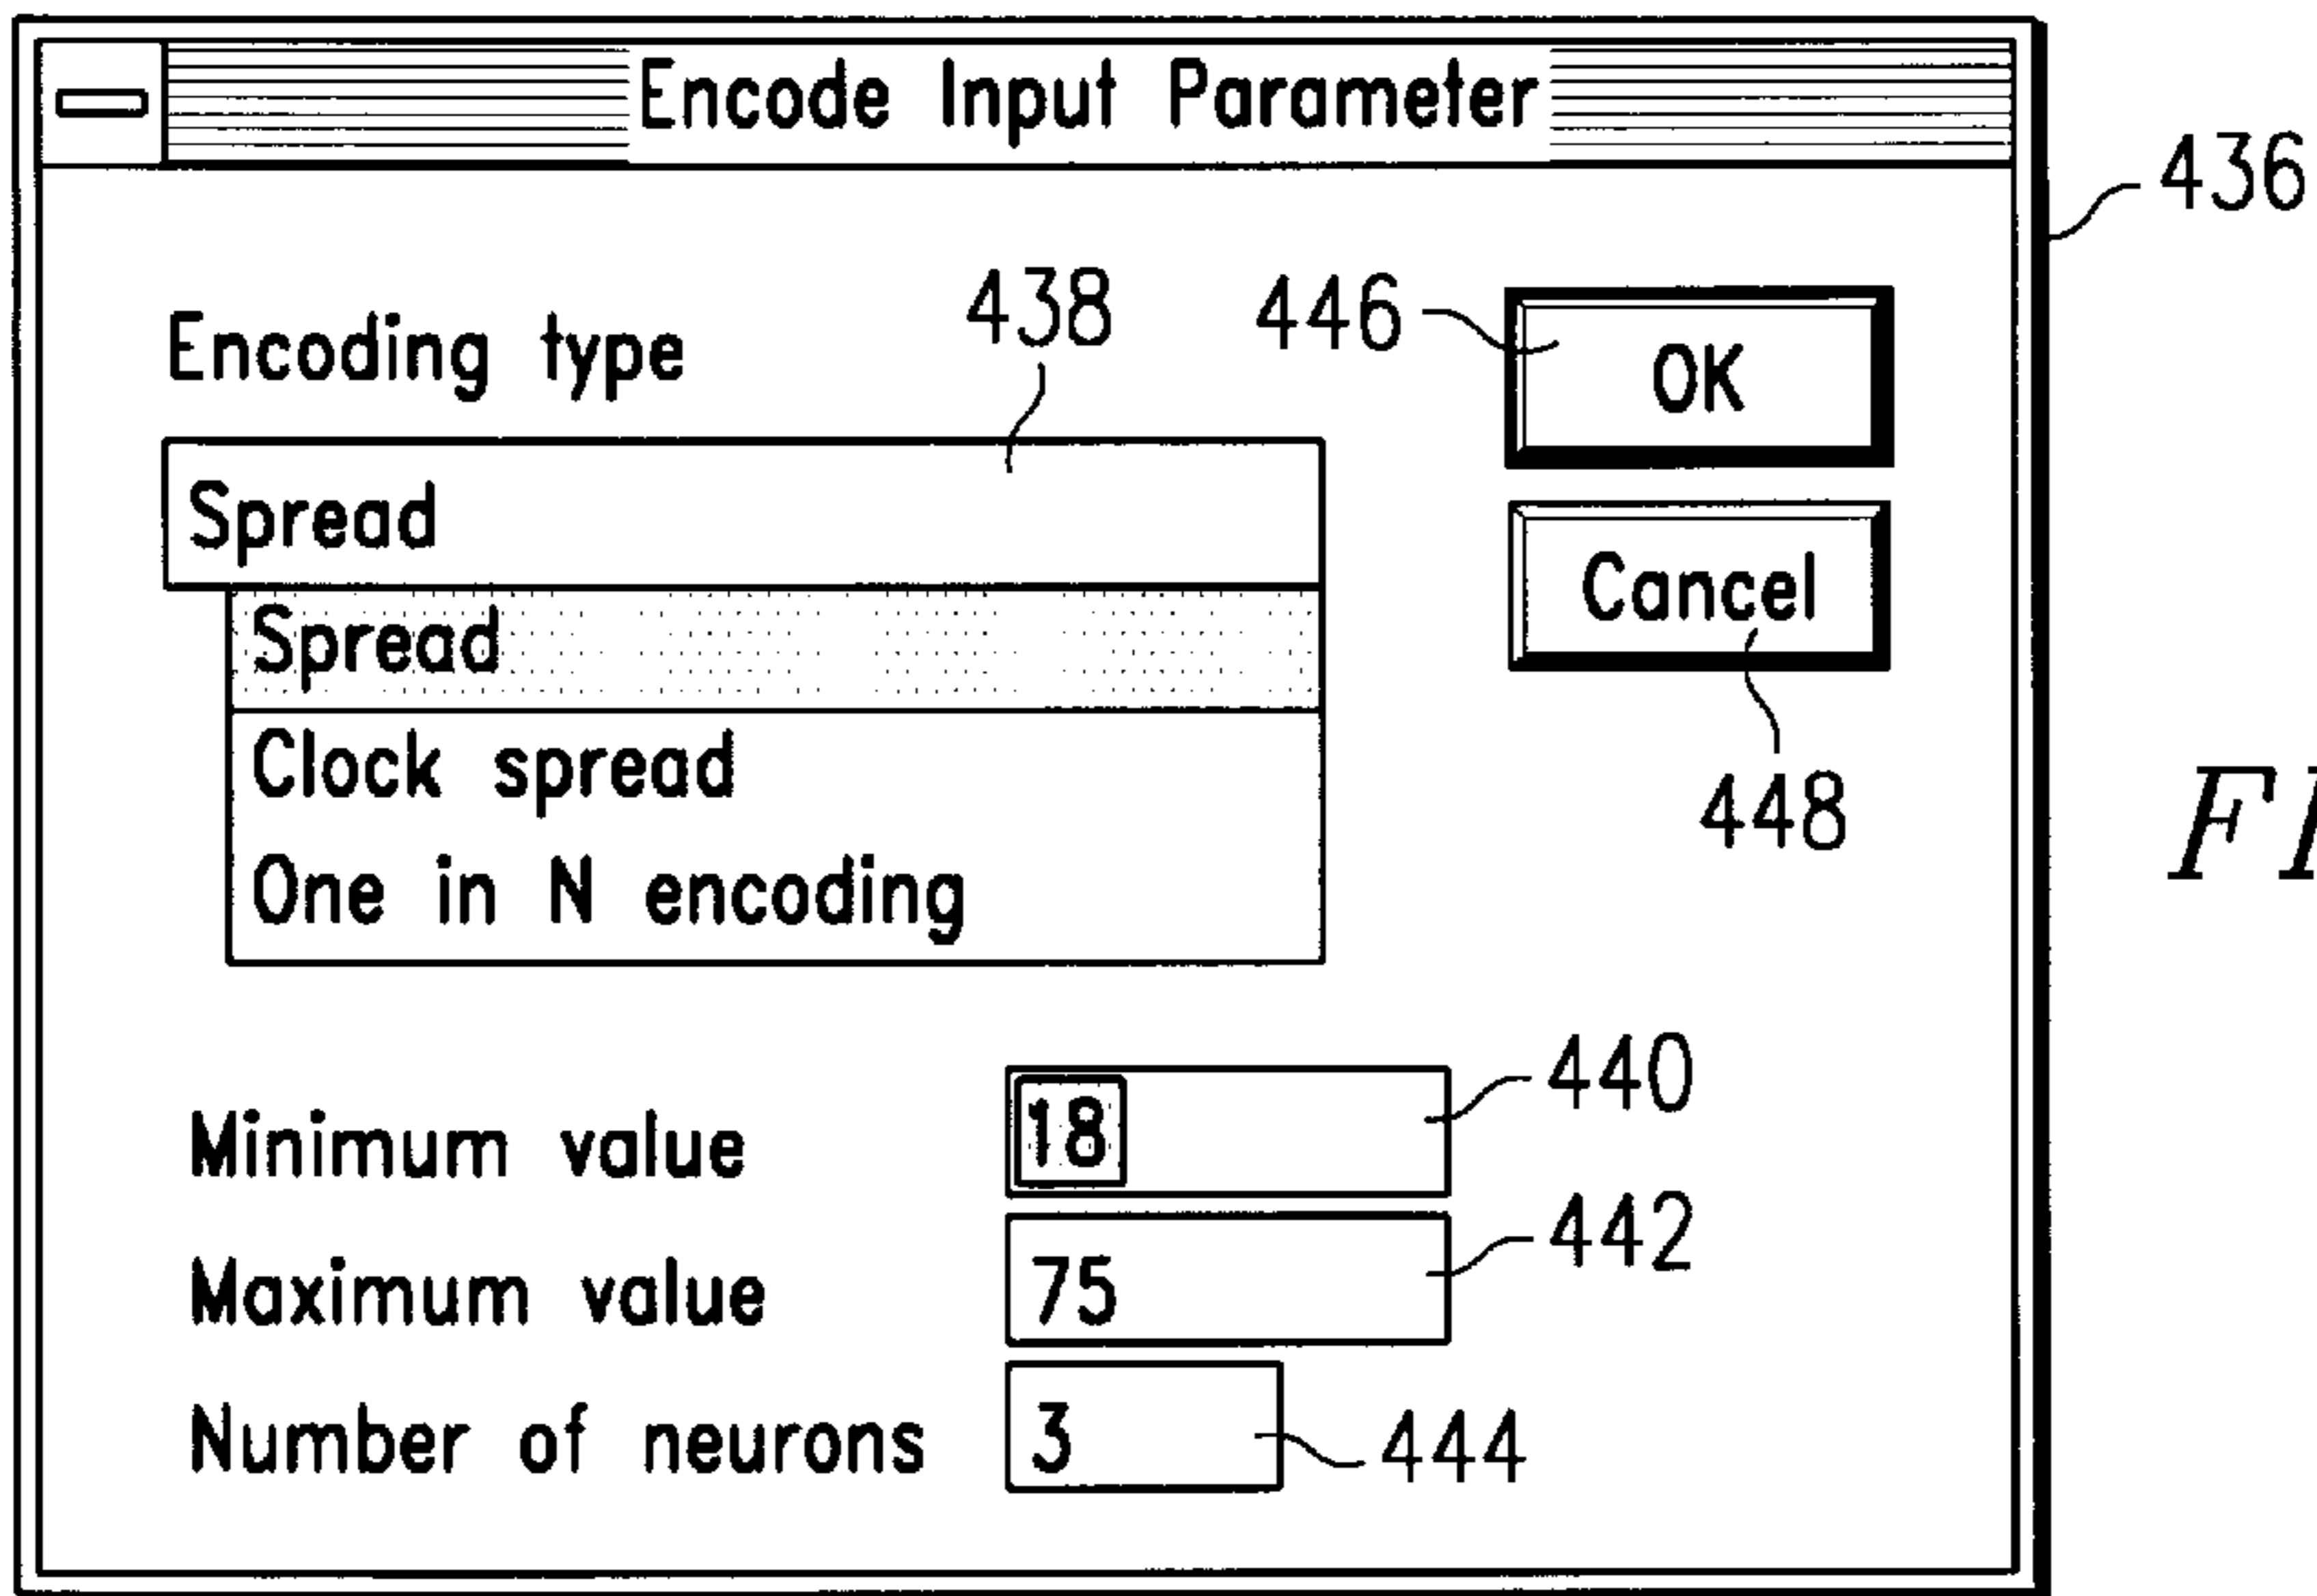 Encode Input Parameter
436
Encoding type
438
446
OK
Spread
Cancel
448
Spread
Clock spread
One in N encoding
Minimum value
18
440
Maximum value
75
442
Number of neurons
3
444